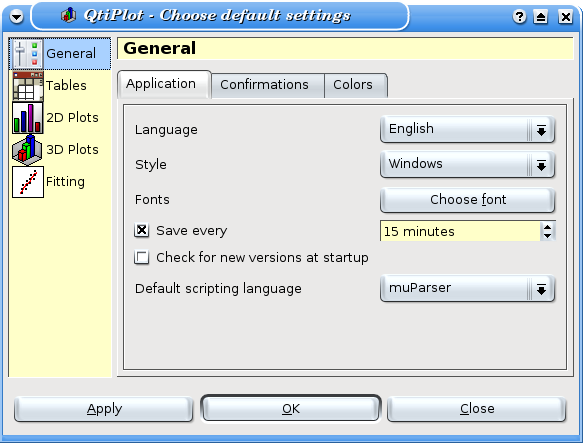 QtiPlot - Choose default settings
General
Tables
2D Plots
3D Plots
Fitting
General
Application Confirmations Colors
Language English
Style Windows
Fonts Choose font
Save every 15 minutes
Check for new versions at startup
Default scripting language muParser
Apply OK Close